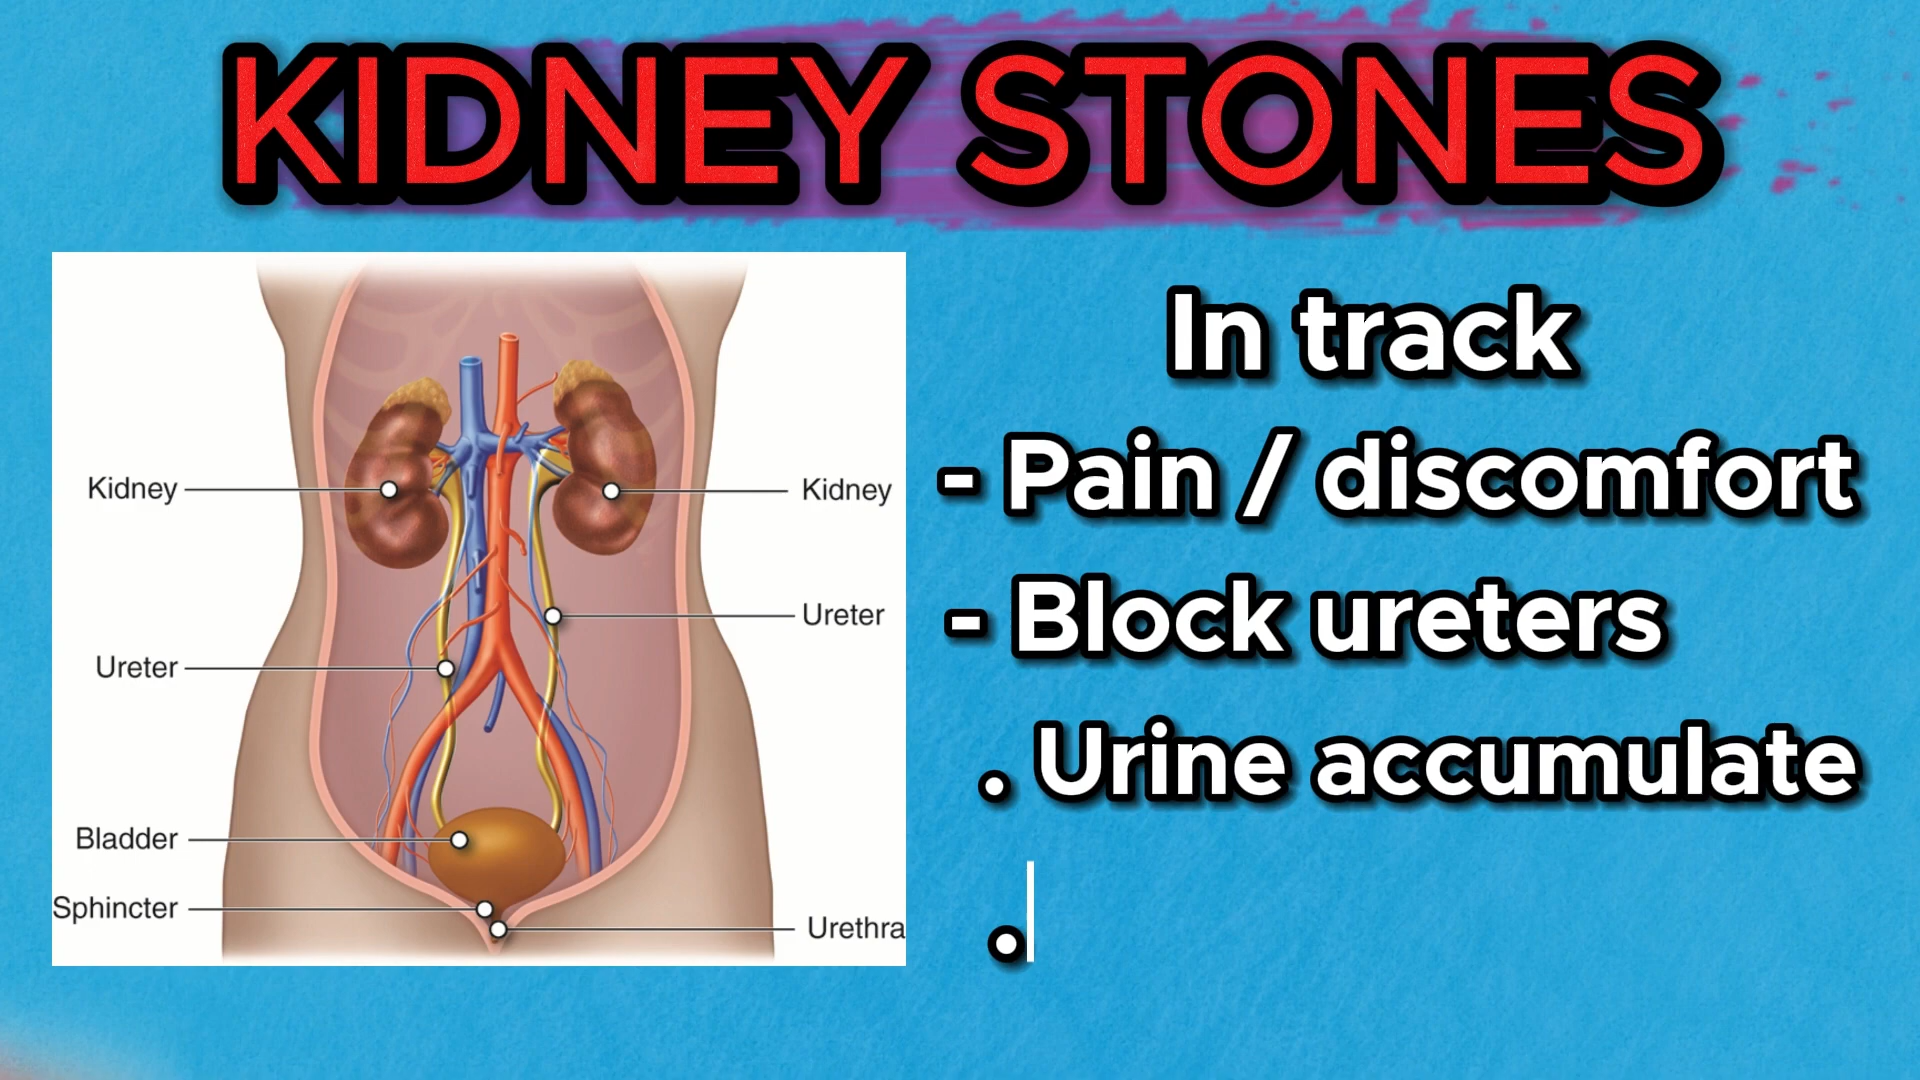 KIDNEY STONES
Kidney
Kidney
Ureter
Ureter
Bladder
Sphincter
Urethra
In track
- Pain / discomfort
- Block ureters
. Urine accumulate
.